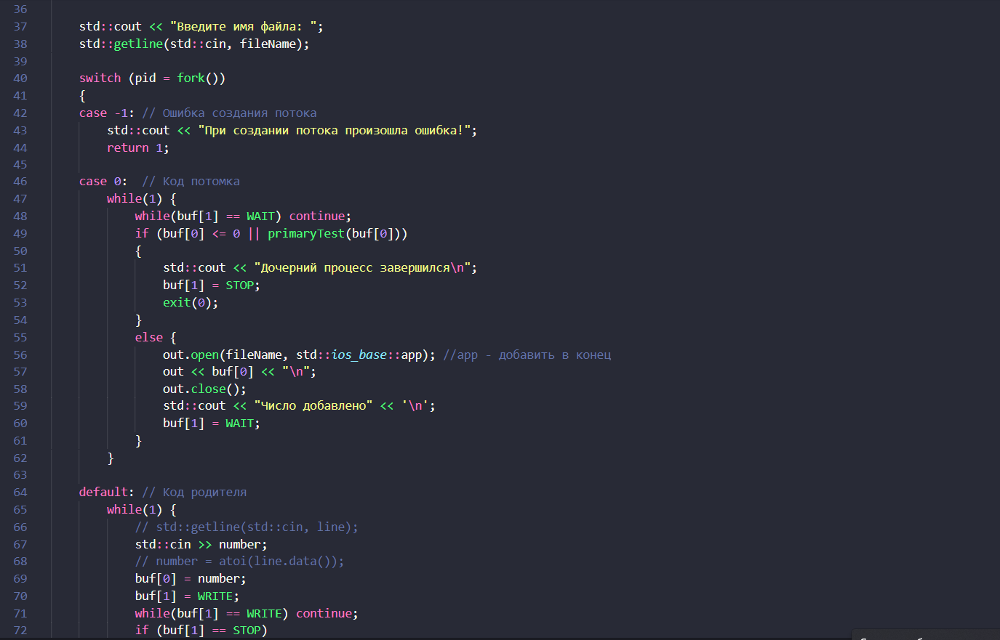 36
37 std::cout << "Введите имя файла: ";
38 std::getline(std::cin, fileName);
39
40 switch (pid = fork())
41 {
42 case -1: // Ошибка создания потока
43 std::cout << "При создании потока произошла ошибка!";
44 return 1;
45
46 case 0:  // Код потомка
47 while(1) {
48 while(buf[1] == WAIT) continue;
49 if (buf[0] <= 0 || primaryTest(buf[0]))
50 {
51 std::cout << "Дочерний процесс завершился\n";
52 buf[1] = STOP;
53 exit(0);
54 }
55 else {
56 out.open(fileName, std::ios_base::app); //app - добавить в конец
57 out << buf[0] << "\n";
58 out.close();
59 std::cout << "Число добавлено" << '\n';
60 buf[1] = WAIT;
61 }
62 }
63
64 default: // Код родителя
65 while(1) {
66 // std::getline(std::cin, line);
67 std::cin >> number;
68 // number = atoi(line.data());
69 buf[0] = number;
70 buf[1] = WRITE;
71 while(buf[1] == WRITE) continue;
72 if (buf[1] == STOP)